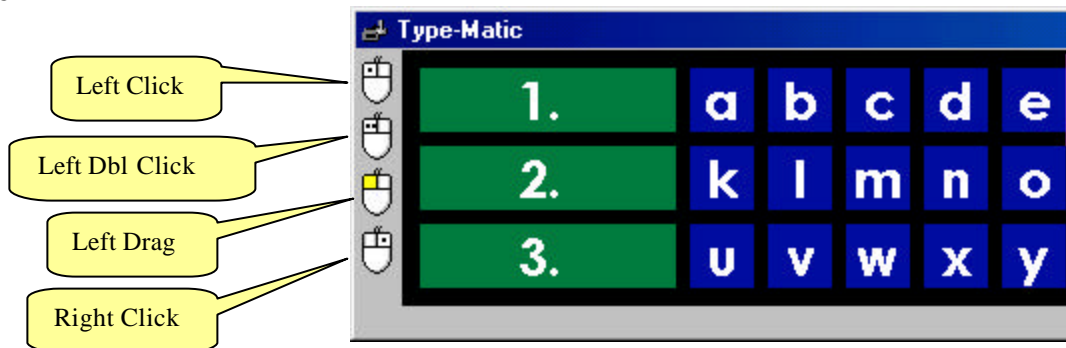 Type-Matic
Left Click
1. a b c d e
Left Dbl Click
2. k l m n o
Left Drag
3. u v w x y
Right Click